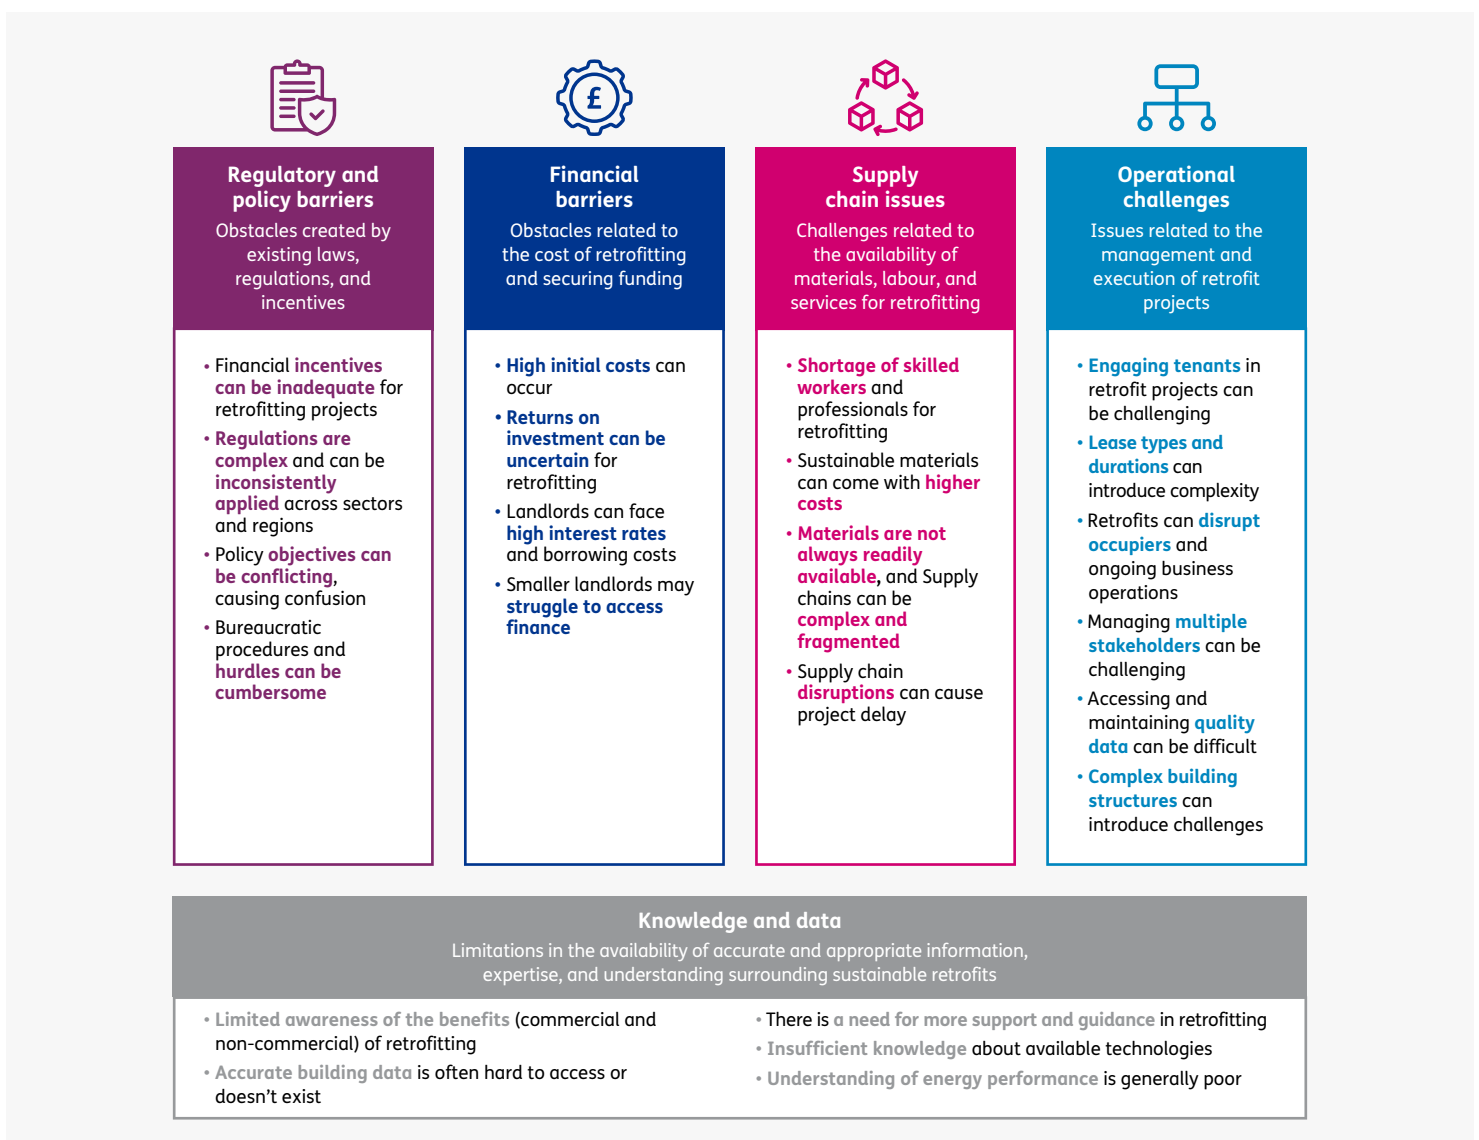 £
Regulatory and
policy barriers
Obstacles created by
existing laws,
regulations, and
incentives
• Financial incentives
can be inadequate for
retrofitting projects
• Regulations are
complex and can be
inconsistently
applied across sectors
and regions
• Policy objectives can
be conflicting,
causing confusion
• Bureaucratic
procedures and
hurdles can be
cumbersome
Financial
barriers
Obstacles related to
the cost of retrofitting
and securing funding
• High initial costs can
occur
• Returns on
investment can be
uncertain for
retrofitting
• Landlords can face
high interest rates
and borrowing costs
• Smaller landlords may
struggle to access
finance
Supply
chain issues
Challenges related to
the availability of
materials, labour, and
services for retrofitting
• Shortage of skilled
workers and
professionals for
retrofitting
• Sustainable materials
can come with higher
costs
• Materials are not
always readily
available, and Supply
chains can be
complex and
fragmented
• Supply chain
disruptions can cause
project delay
Operational
challenges
Issues related to the
management and
execution of retrofit
projects
• Engaging tenants in
retrofit projects can
be challenging
• Lease types and
durations can
introduce complexity
• Retrofits can disrupt
occupiers and
ongoing business
operations
• Managing multiple
stakeholders can be
challenging
• Accessing and
maintaining quality
data can be difficult
• Complex building
structures can
introduce challenges
Knowledge and data
Limitations in the availability of accurate and appropriate information,
expertise, and understanding surrounding sustainable retrofits
• Limited awareness of the benefits (commercial and
non-commercial) of retrofitting
• Accurate building data is often hard to access or
doesn’t exist
• There is a need for more support and guidance in retrofitting
• Insufficient knowledge about available technologies
• Understanding of energy performance is generally poor